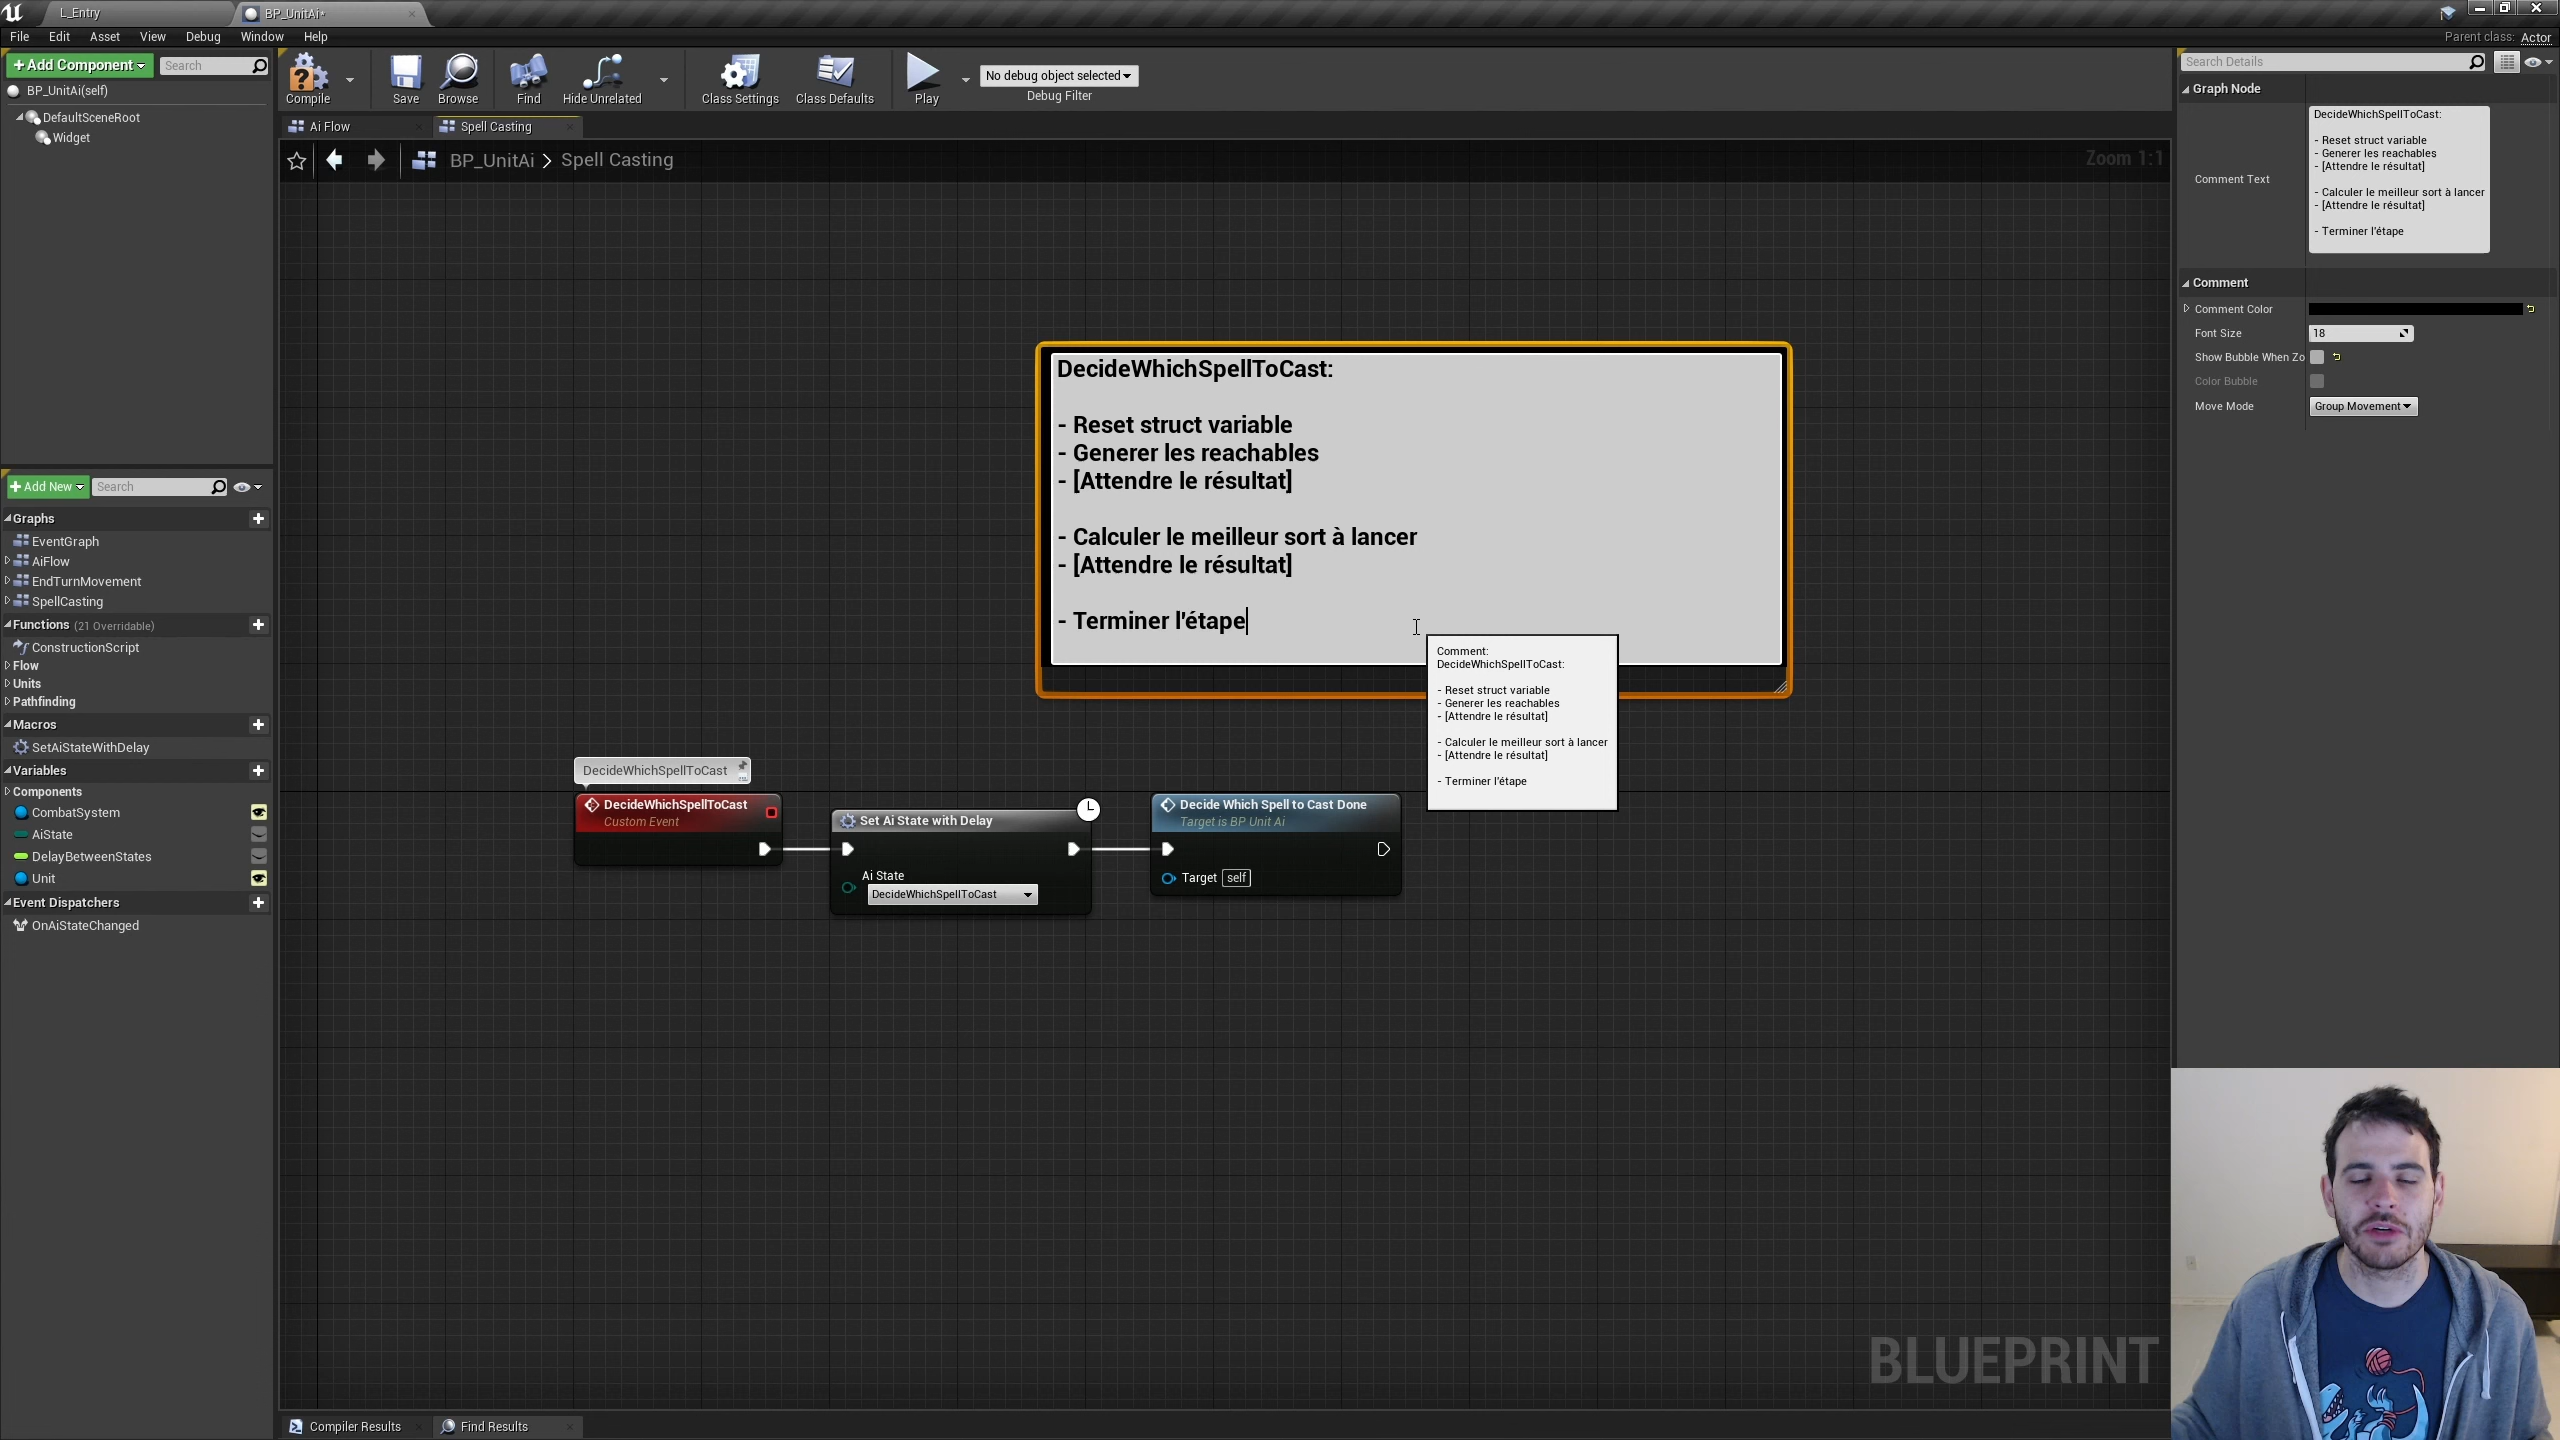 L_Entry
BP_UnitAi*
File Edit Asset View Debug Window Help
Parent class: Actor
+ Add Component
Search
BP_UnitAi(self)
DefaultSceneRoot
Widget
Compile
Save
Browse
Find
Hide Unrelated
Class Settings
Class Defaults
Play
No debug object selected
Debug Filter
Ai Flow
Spell Casting
BP_UnitAi > Spell Casting
Zoom 1:1
+ Add New
Search
Graphs
EventGraph
AiFlow
EndTurnMovement
SpellCasting
Functions (21 Overridable)
ConstructionScript
Flow
Units
Pathfinding
Macros
SetAiStateWithDelay
Variables
Components
CombatSystem
AiState
DelayBetweenStates
Unit
Event Dispatchers
OnAiStateChanged
DecideWhichSpellToCast:
- Reset struct variable
- Generer les reachables
- [Attendre le résultat]
- Calculer le meilleur sort à lancer
- [Attendre le résultat]
- Terminer l'étape
Comment:
DecideWhichSpellToCast:
- Reset struct variable
- Generer les reachables
- [Attendre le résultat]
- Calculer le meilleur sort à lancer
- [Attendre le résultat]
- Terminer l'étape
DecideWhichSpellToCast
DecideWhichSpellToCast
Custom Event
Set Ai State with Delay
Ai State
DecideWhichSpellToCast
Decide Which Spell to Cast Done
Target is BP Unit Ai
Target self
BLUEPRINT
Compiler Results
Find Results
Search Details
Graph Node
Comment Text
DecideWhichSpellToCast:
- Reset struct variable
- Generer les reachables
- [Attendre le résultat]
- Calculer le meilleur sort à lancer
- [Attendre le résultat]
- Terminer l'étape
Comment
Comment Color
Font Size 18
Show Bubble When Zo
Color Bubble
Move Mode Group Movement